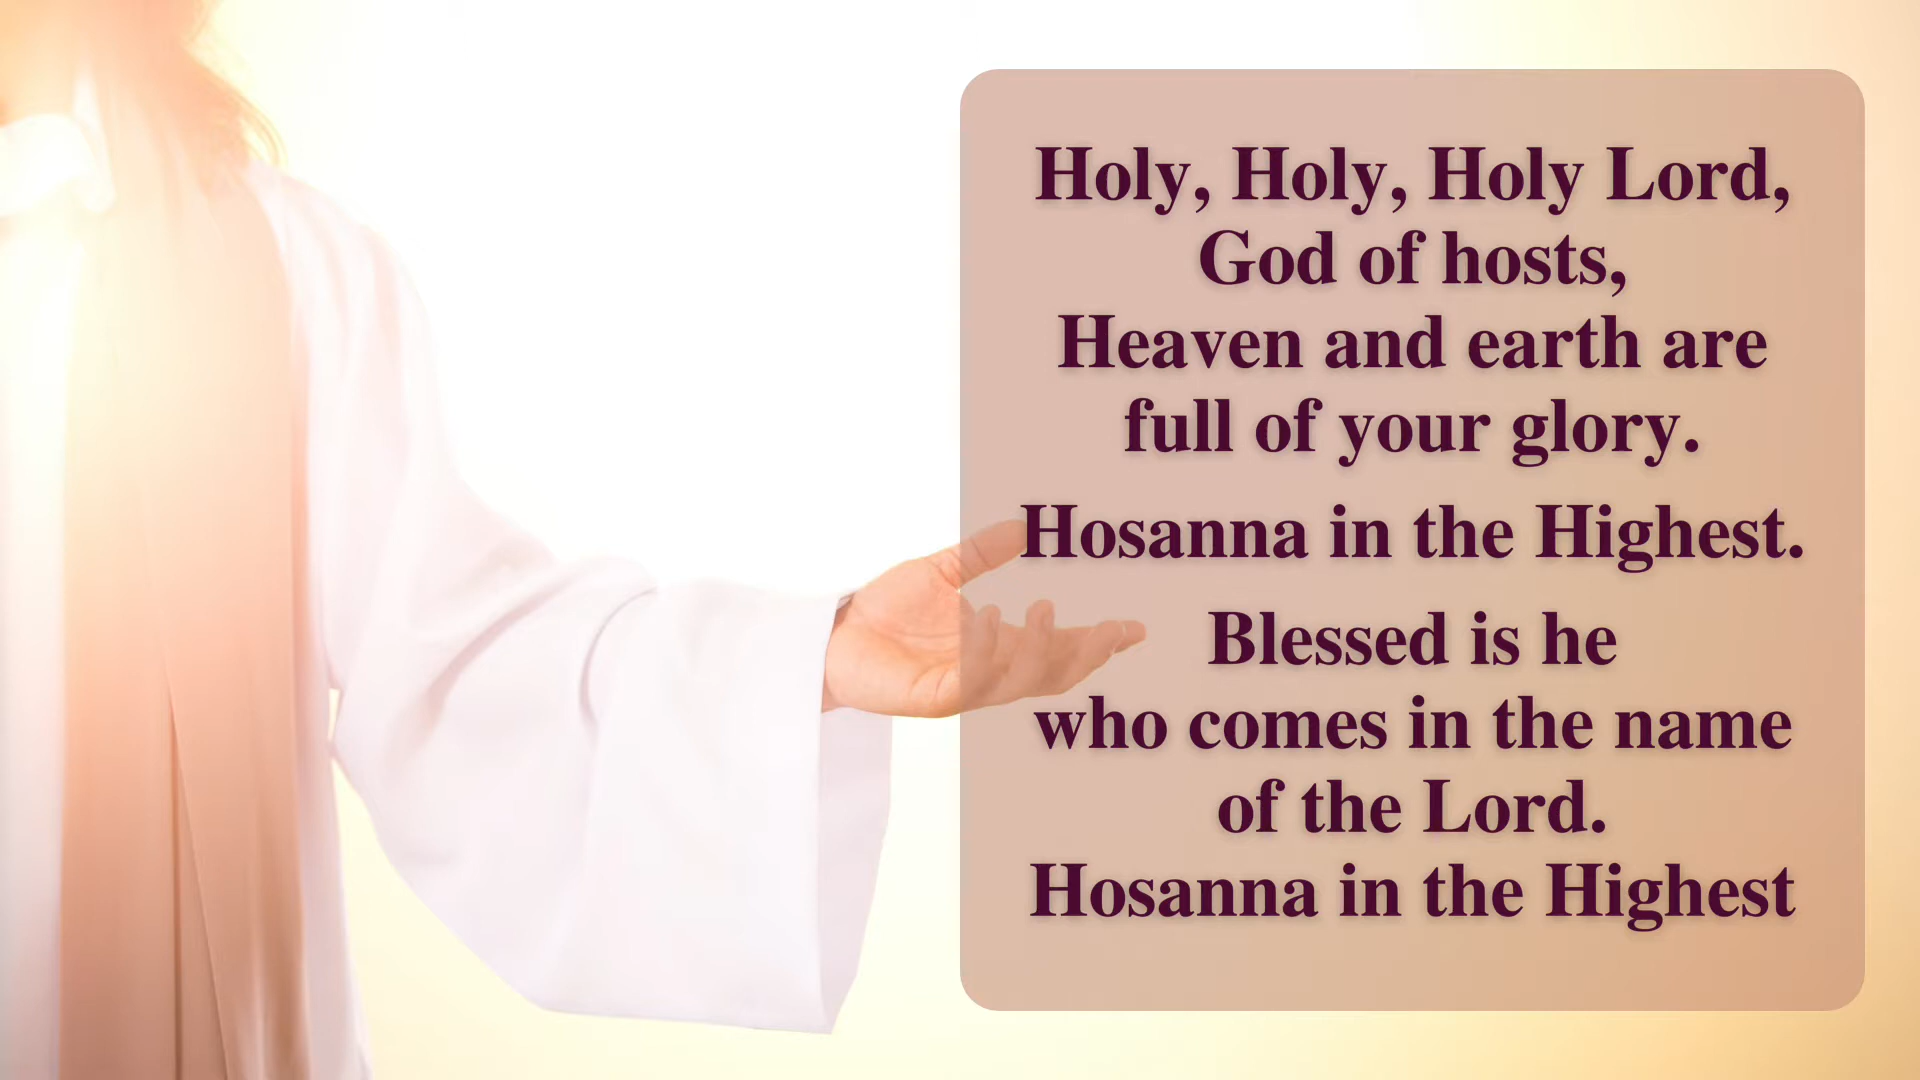 Holy, Holy, Holy Lord,
God of hosts,
Heaven and earth are
full of your glory.
Hosanna in the Highest.
Blessed is he
who comes in the name
of the Lord.
Hosanna in the Highest